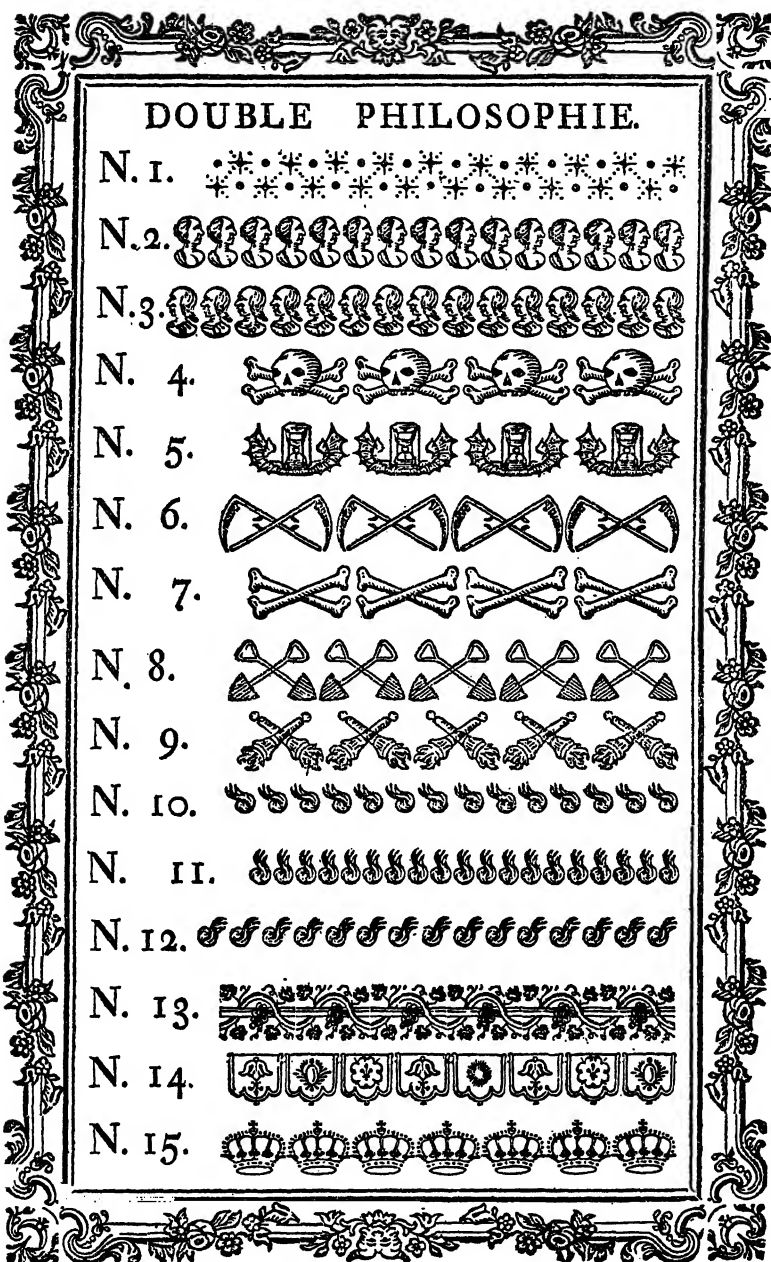 DOUBLE PHILOSOPHIE.
N. 1.
N. 2.
N. 3.
N. 4.
N. 5.
N. 6.
N. 7.
N. 8.
N. 9.
N. 10.
N. 11.
N. 12.
N. 13.
N. 14.
N. 15.